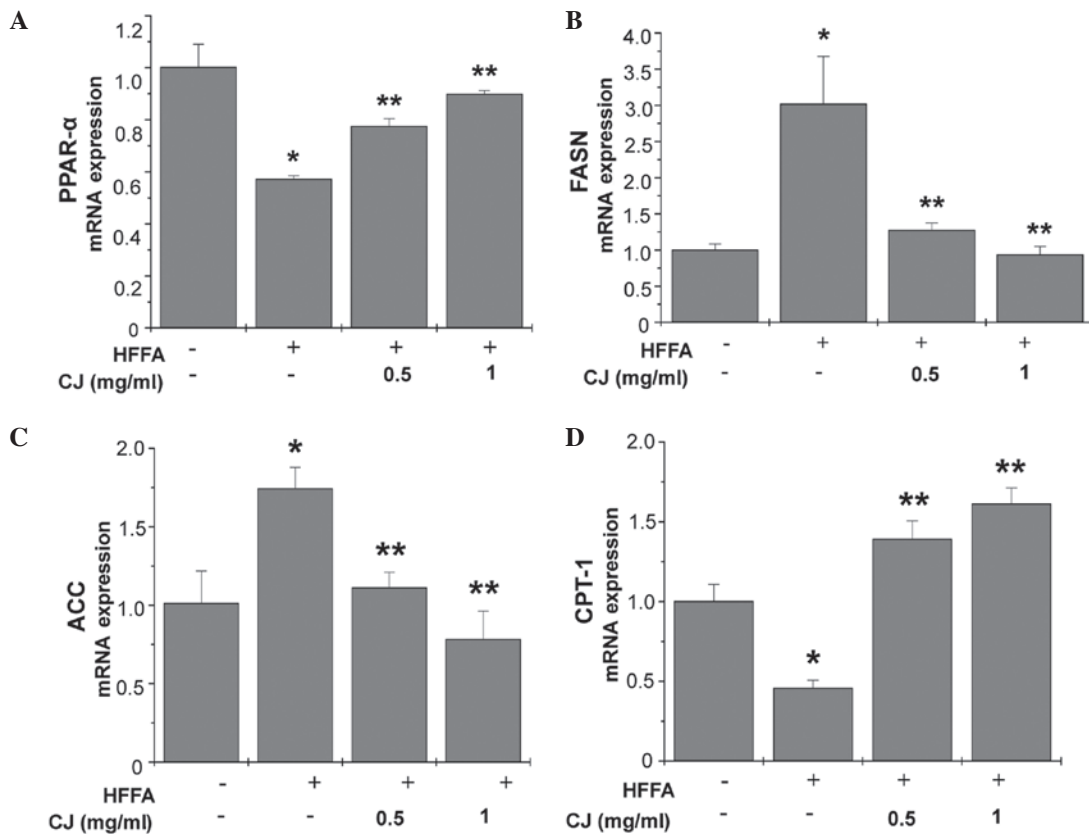 A
PPAR-α
mRNA expression
1.2
1.0
0.8
0.6
0.4
0.2
0
*
**
**
HFFA - + + +
CJ (mg/ml) - - 0.5 1
B
FASN
mRNA expression
4.0
3.5
3.0
2.5
2.0
1.5
1.0
0.5
0
*
**
**
HFFA - + + +
CJ (mg/ml) - - 0.5 1
C
ACC
mRNA expression
2.0
1.5
1.0
0.5
0
*
**
**
HFFA - + + +
CJ (mg/ml) - - 0.5 1
D
CPT-1
mRNA expression
2.0
1.5
1.0
0.5
0
*
**
**
HFFA - + + +
CJ (mg/ml) - - 0.5 1